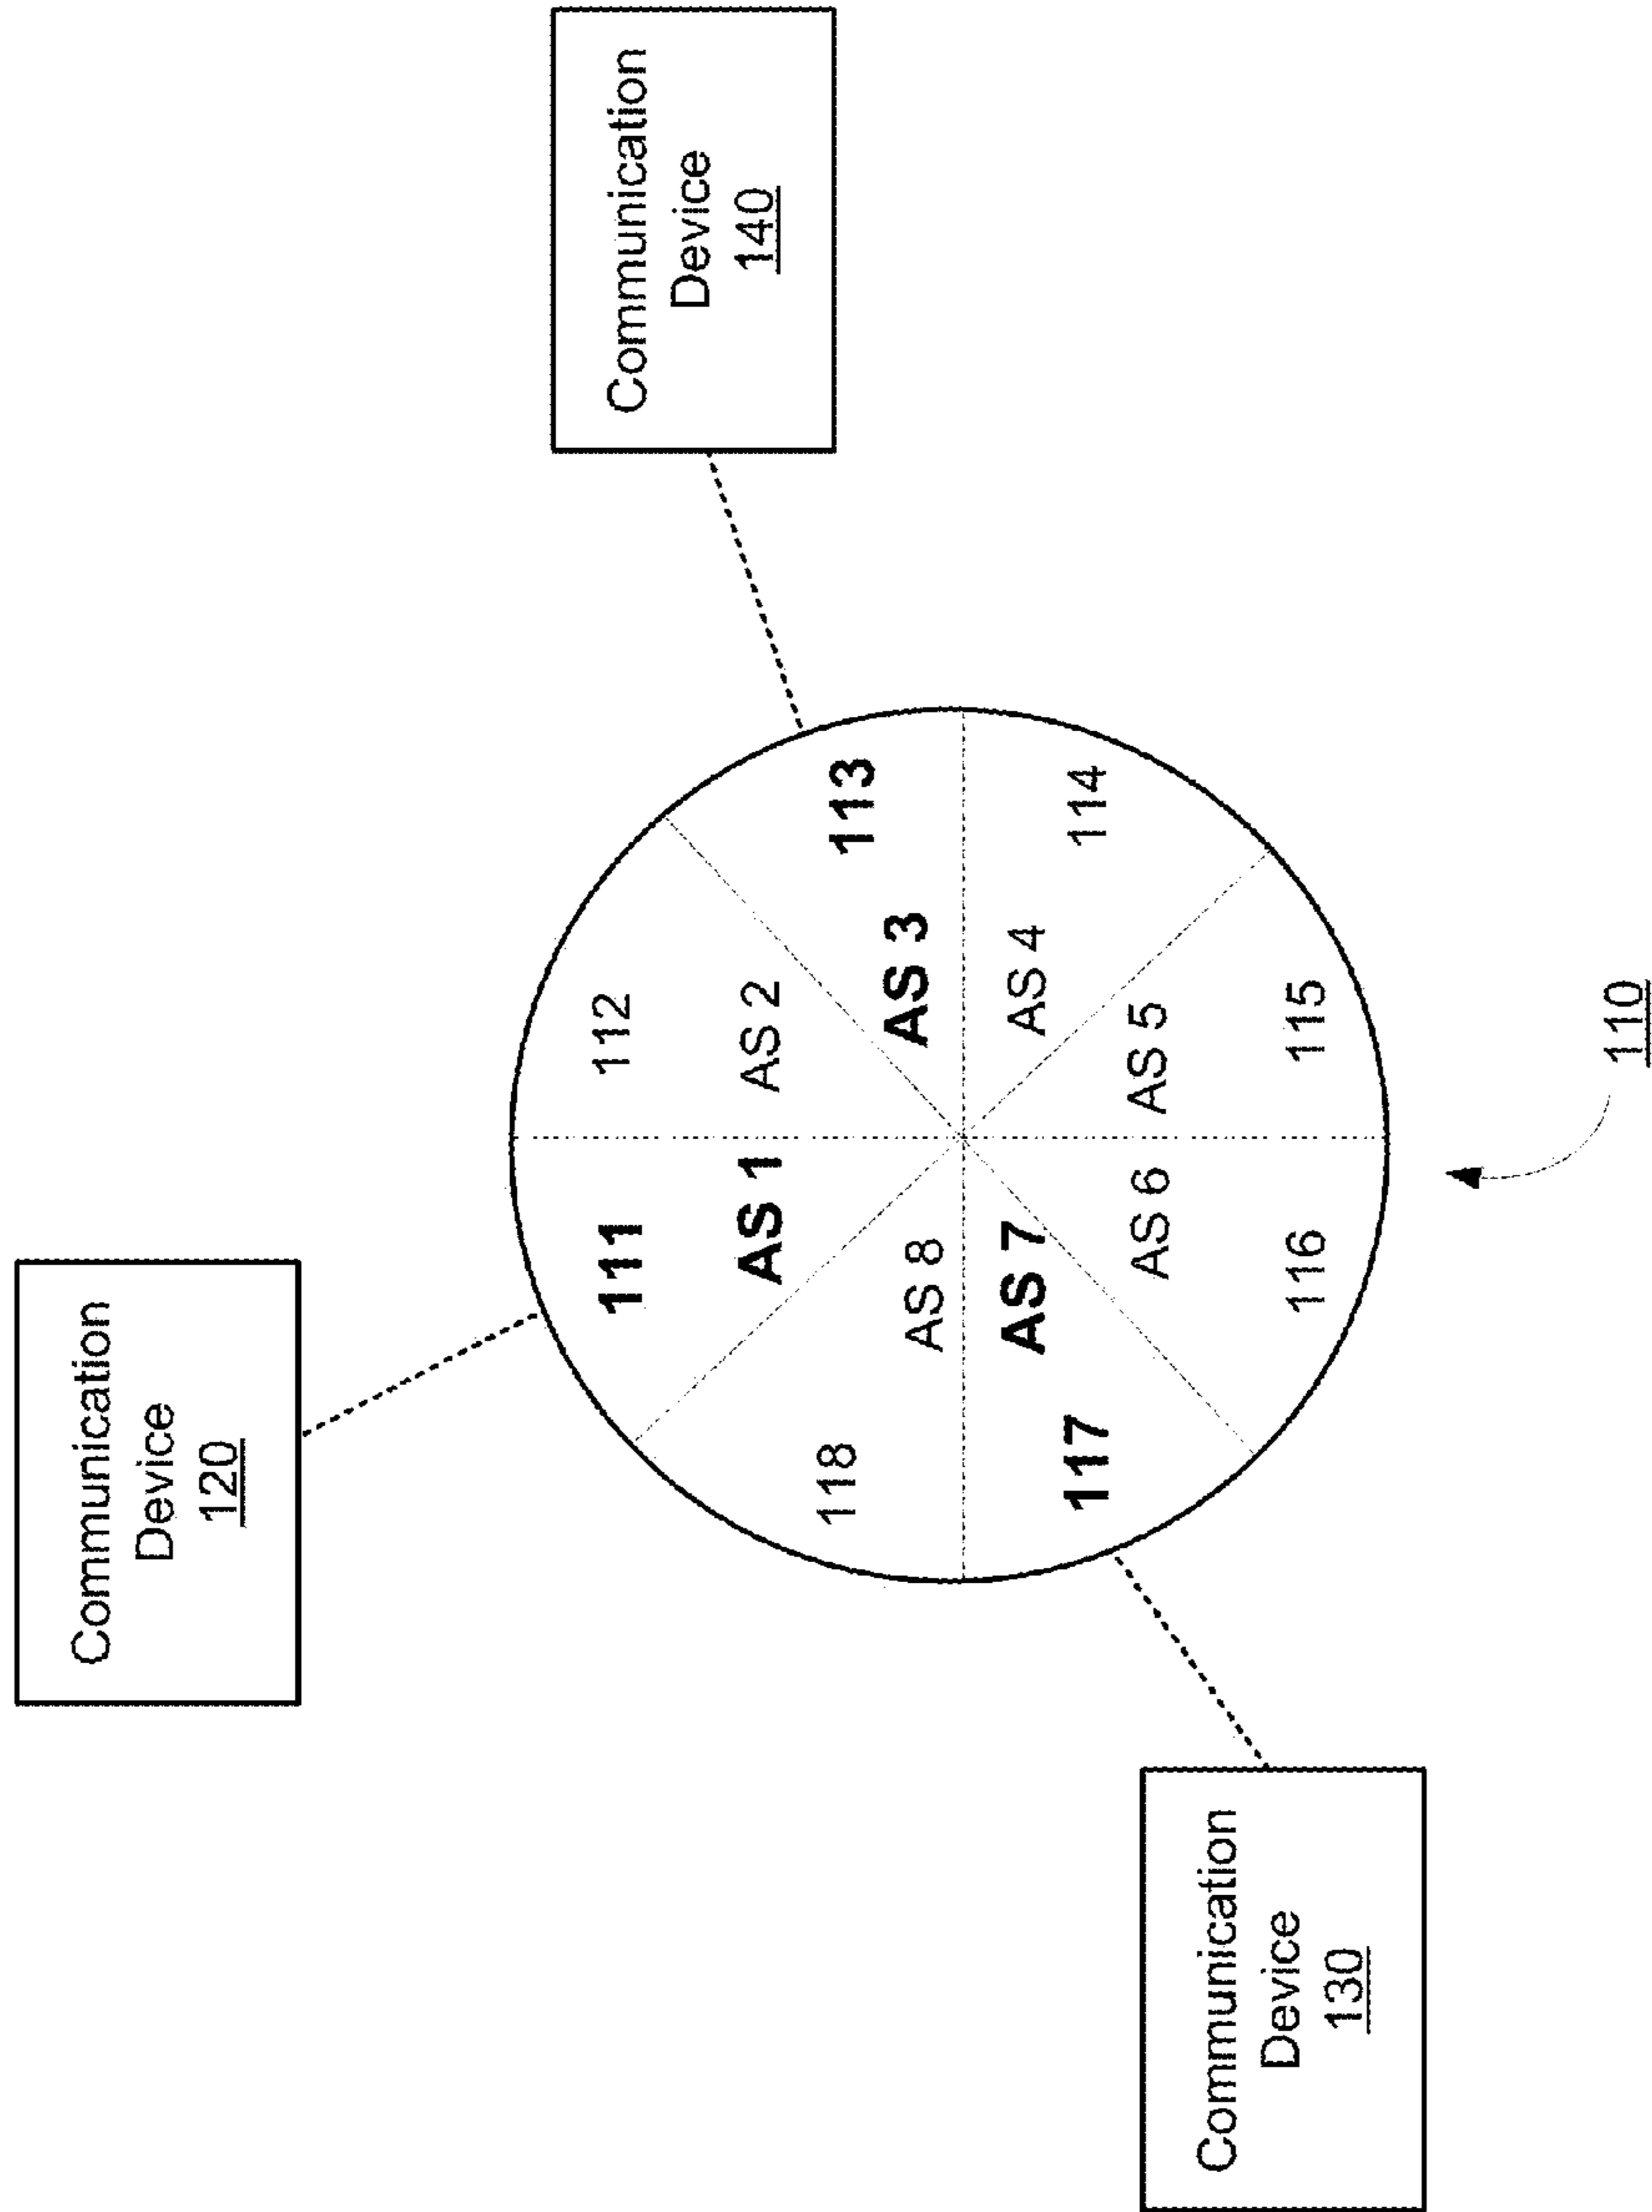 Communication
Device
120
Communication
Device
140
Communication
Device
130
111
AS 1
112
AS 2
113
AS 3
114
AS 4
AS 5
115
AS 6
116
AS 7
117
AS 8
118
110